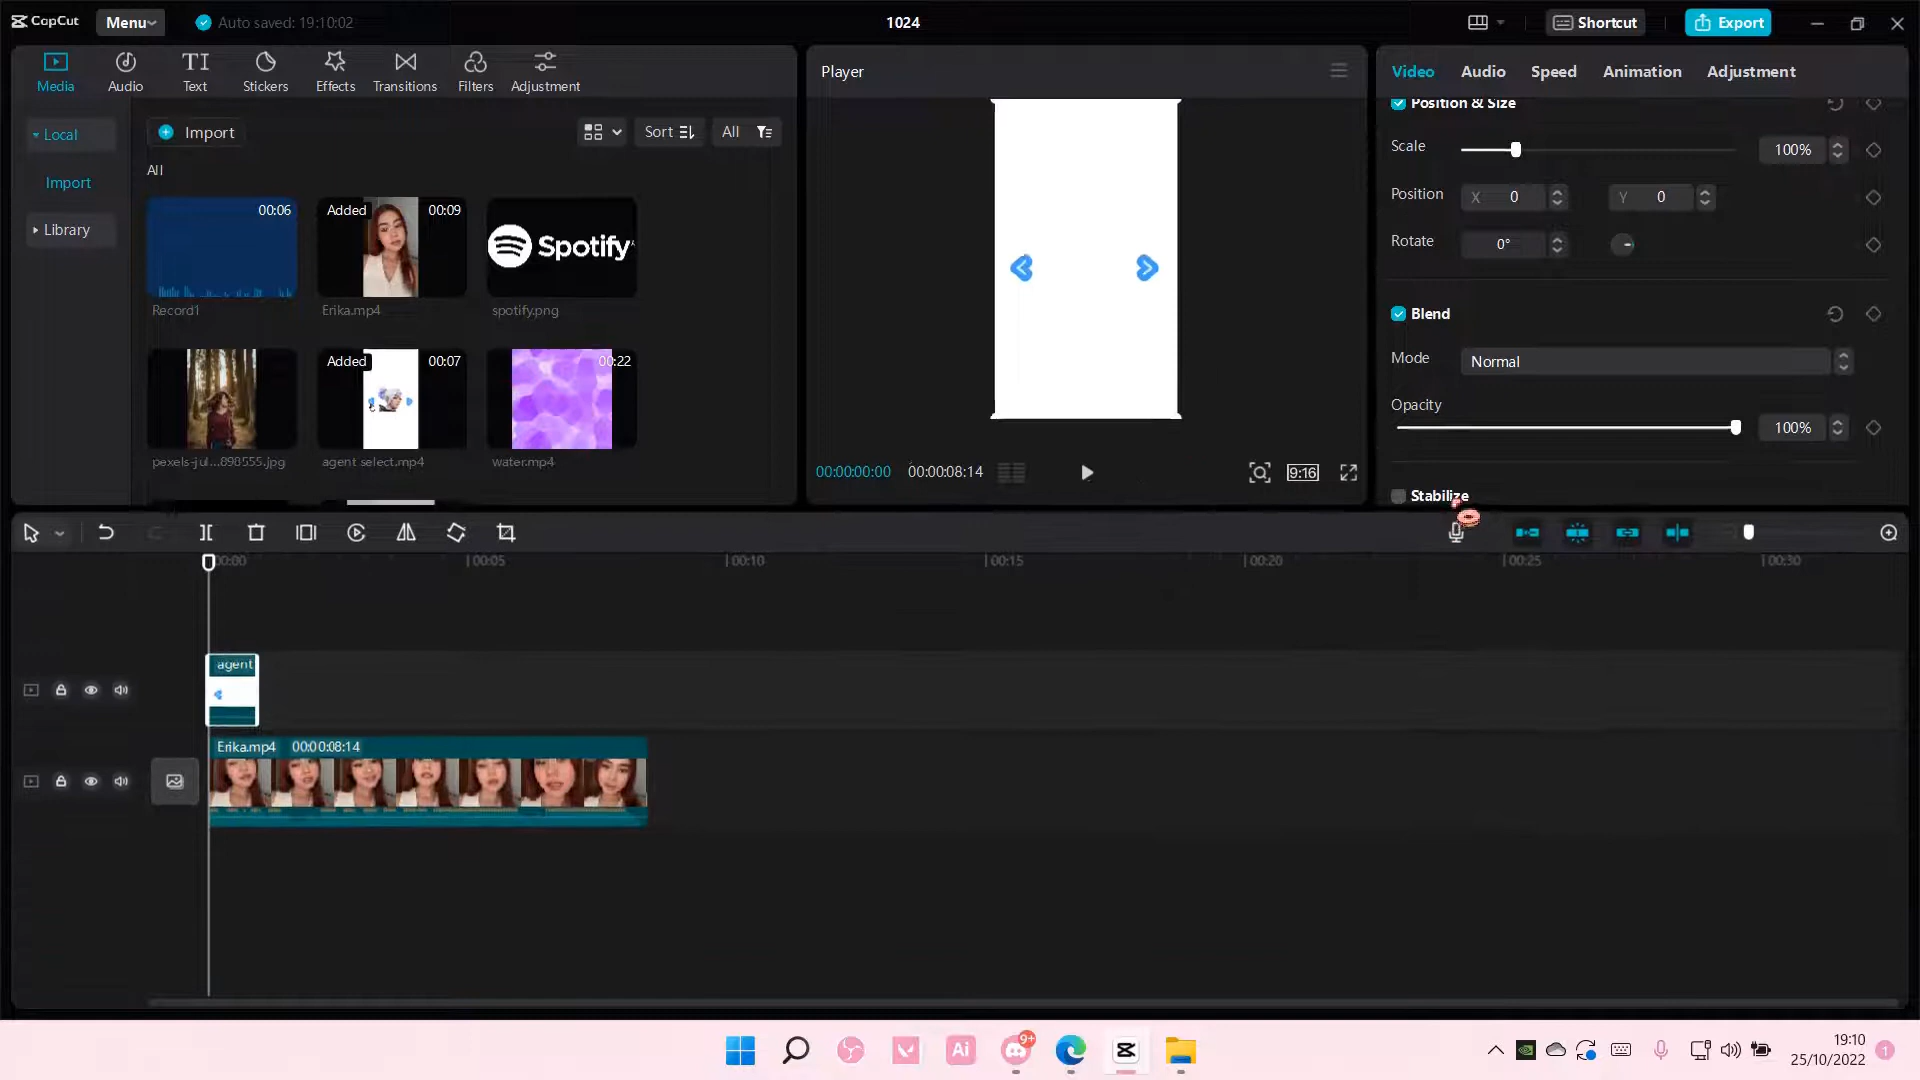 CapCut Menu Auto saved: 19:10:02 1024 Shortcut Export
Media Audio Text Stickers Effects Transitions Filters Adjustment
Player
Video Audio Speed Animation Adjustment
Local
Import
Library
Import Sort All
All
00:06
Record1
Added 00:09
Erika.mp4
Spotify
spotify.png
pexels-jul...898555.jpg
Added 00:07
agent select.mp4
00:22
water.mp4
00:00:00:00 00:00:08:14 9:16
Position & Size
Scale 100%
Position X 0 Y 0
Rotate 0°
Blend
Mode Normal
Opacity 100%
Stabilize
00:00 00:05 00:10 00:15 00:20 00:25 00:30
agent
Erika.mp4 00:00:08:14
Ai 9+
19:10
25/10/2022 1